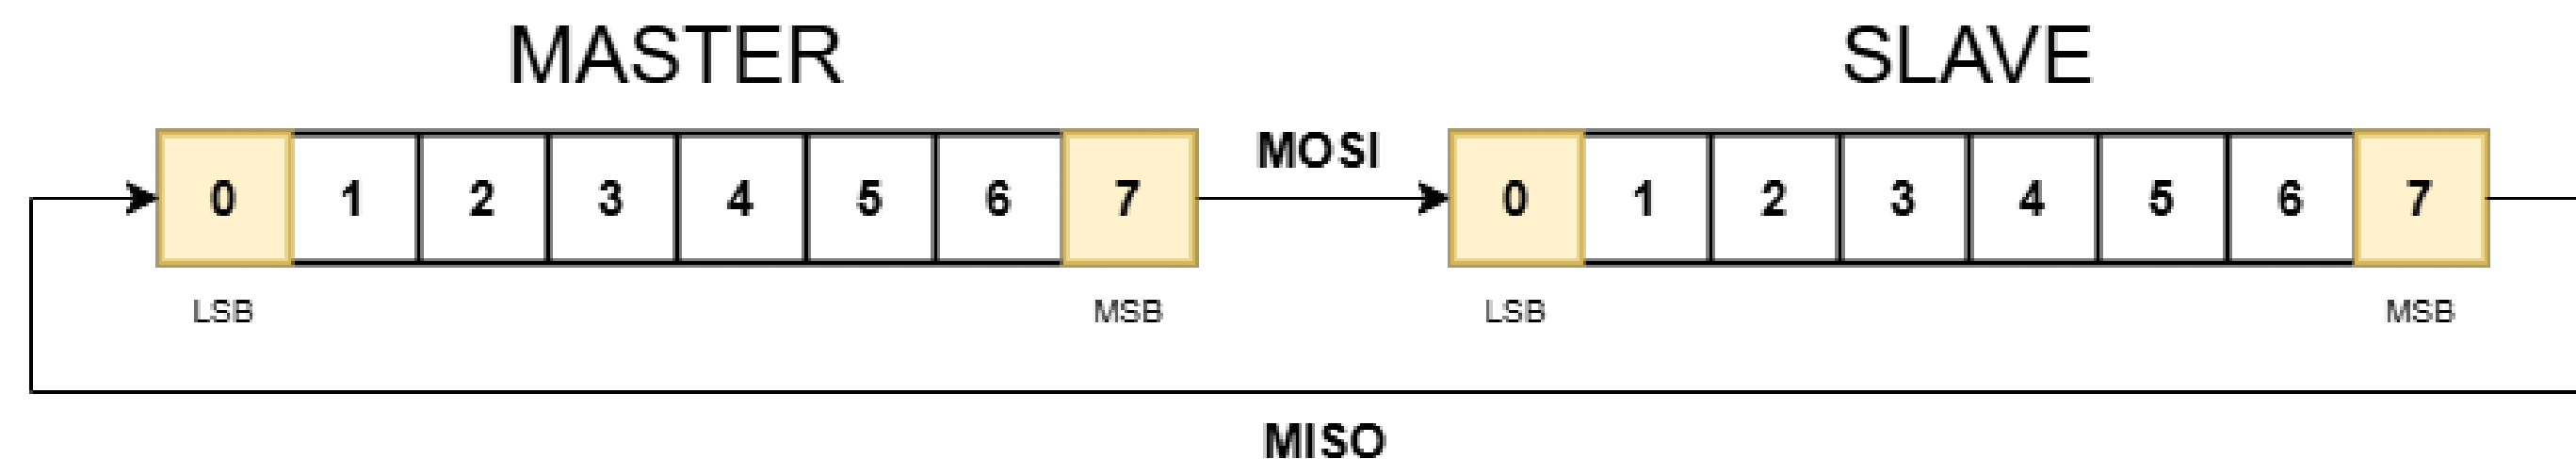 MASTER SLAVE
0 1 2 3 4 5 6 7 MOSI 0 1 2 3 4 5 6 7
LSB MSB LSB MSB
MISO